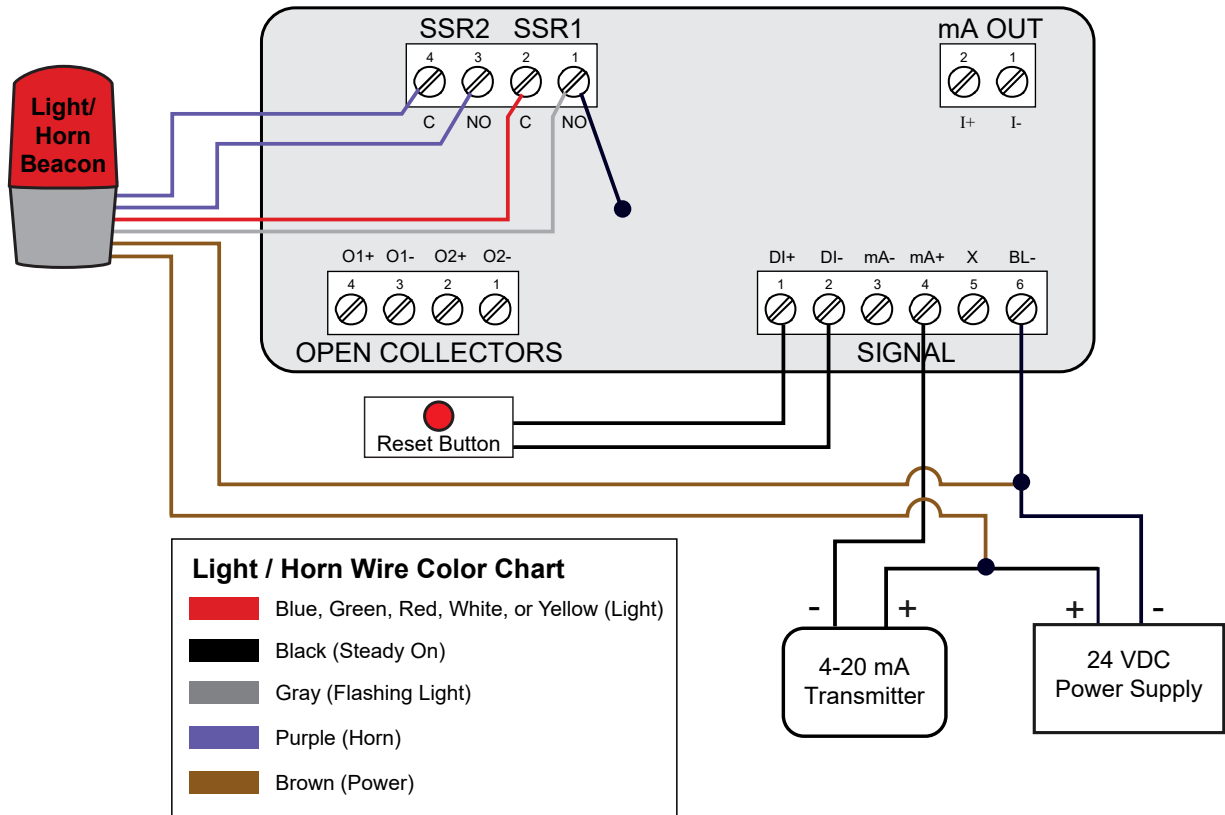 SSR2 SSR1
4 3 2 1
C NO C NO
mA OUT
2 1
I+ I-
Light/
Horn
Beacon
O1+ O1- O2+ O2-
4 3 2 1
OPEN COLLECTORS
DI+ DI- mA- mA+ X BL-
1 2 3 4 5 6
SIGNAL
Reset Button
Light / Horn Wire Color Chart
Blue, Green, Red, White, or Yellow (Light)
Black (Steady On)
Gray (Flashing Light)
Purple (Horn)
Brown (Power)
- +
4-20 mA
Transmitter
+ -
24 VDC
Power Supply